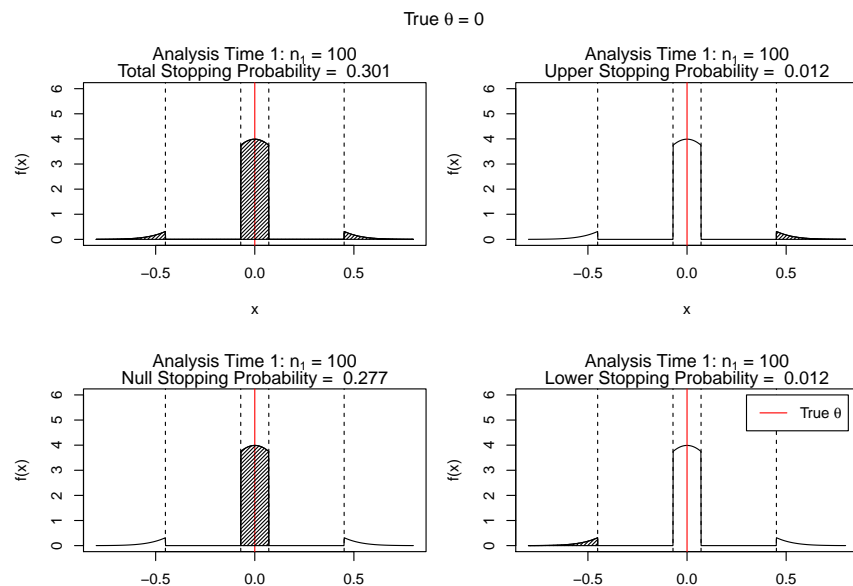 True θ = 0
Analysis Time 1: n₁ = 100
Total Stopping Probability = 0.301
6
5
4
3
2
1
0
f(x)
−0.5 0.0 0.5
x
Analysis Time 1: n₁ = 100
Upper Stopping Probability = 0.012
6
5
4
3
2
1
0
f(x)
−0.5 0.0 0.5
x
Analysis Time 1: n₁ = 100
Null Stopping Probability = 0.277
6
5
4
3
2
1
0
f(x)
−0.5 0.0 0.5
Analysis Time 1: n₁ = 100
Lower Stopping Probability = 0.012
6
5
4
3
2
1
0
f(x)
−0.5 0.0 0.5
True θ